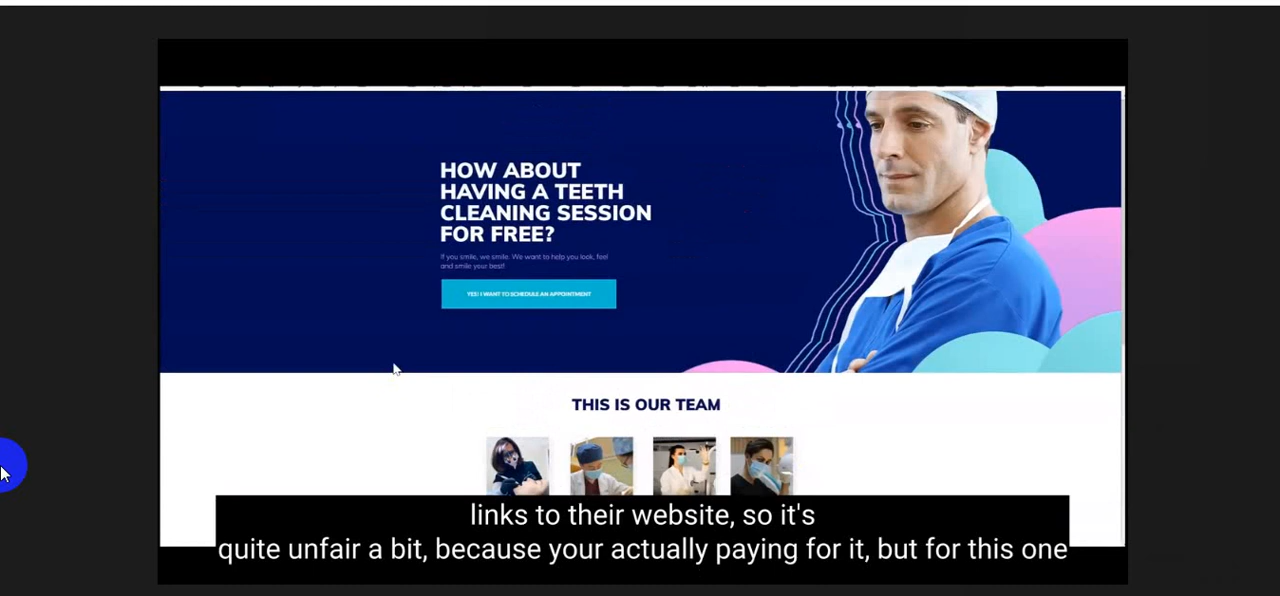 HOW ABOUT
HAVING A TEETH
CLEANING SESSION
FOR FREE?
If you smile, we smile. We want to help you look, feel
and smile your best!
YES! I WANT TO SCHEDULE AN APPOINTMENT
THIS IS OUR TEAM
links to their website, so it's
quite unfair a bit, because your actually paying for it, but for this one